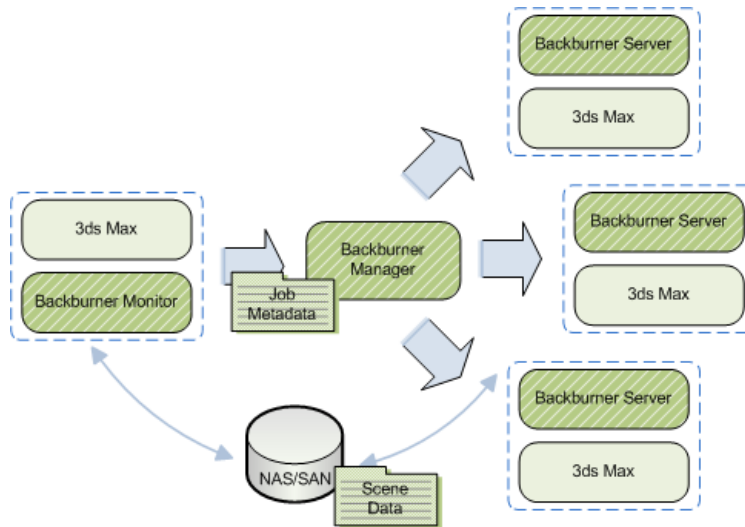 Backburner Server
3ds Max
3ds Max
Backburner Monitor
Backburner
Manager
Job
Metadata
Backburner Server
3ds Max
Backburner Server
3ds Max
NAS/SAN
Scene
Data